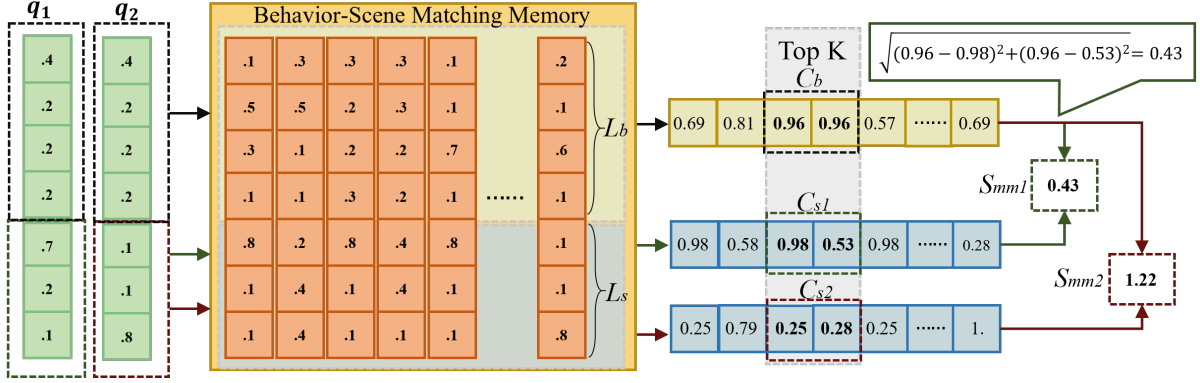 q1 q2 Behavior-Scene Matching Memory
Top K
√(0.96 − 0.98)²+(0.96 − 0.53)²= 0.43
Cb
.4 .4 .1 .3 .3 .3 .1 .2
.2 .2 .5 .5 .2 .3 .1 .1
Lb
0.69 0.81 0.96 0.96 0.57 ...... 0.69
.2 .2 .3 .1 .2 .2 .7 .6
.2 .2 .1 .1 .3 .2 .1 ...... .1
Smm1 0.43
Cs1
.7 .1 .8 .2 .8 .4 .8 .1
0.98 0.58 0.98 0.53 0.98 ...... 0.28
.2 .1 .1 .4 .1 .4 .1 .1
Ls
Smm2 1.22
Cs2
.1 .8 .1 .4 .1 .4 .1 .8
0.25 0.79 0.25 0.28 0.25 ...... 1.